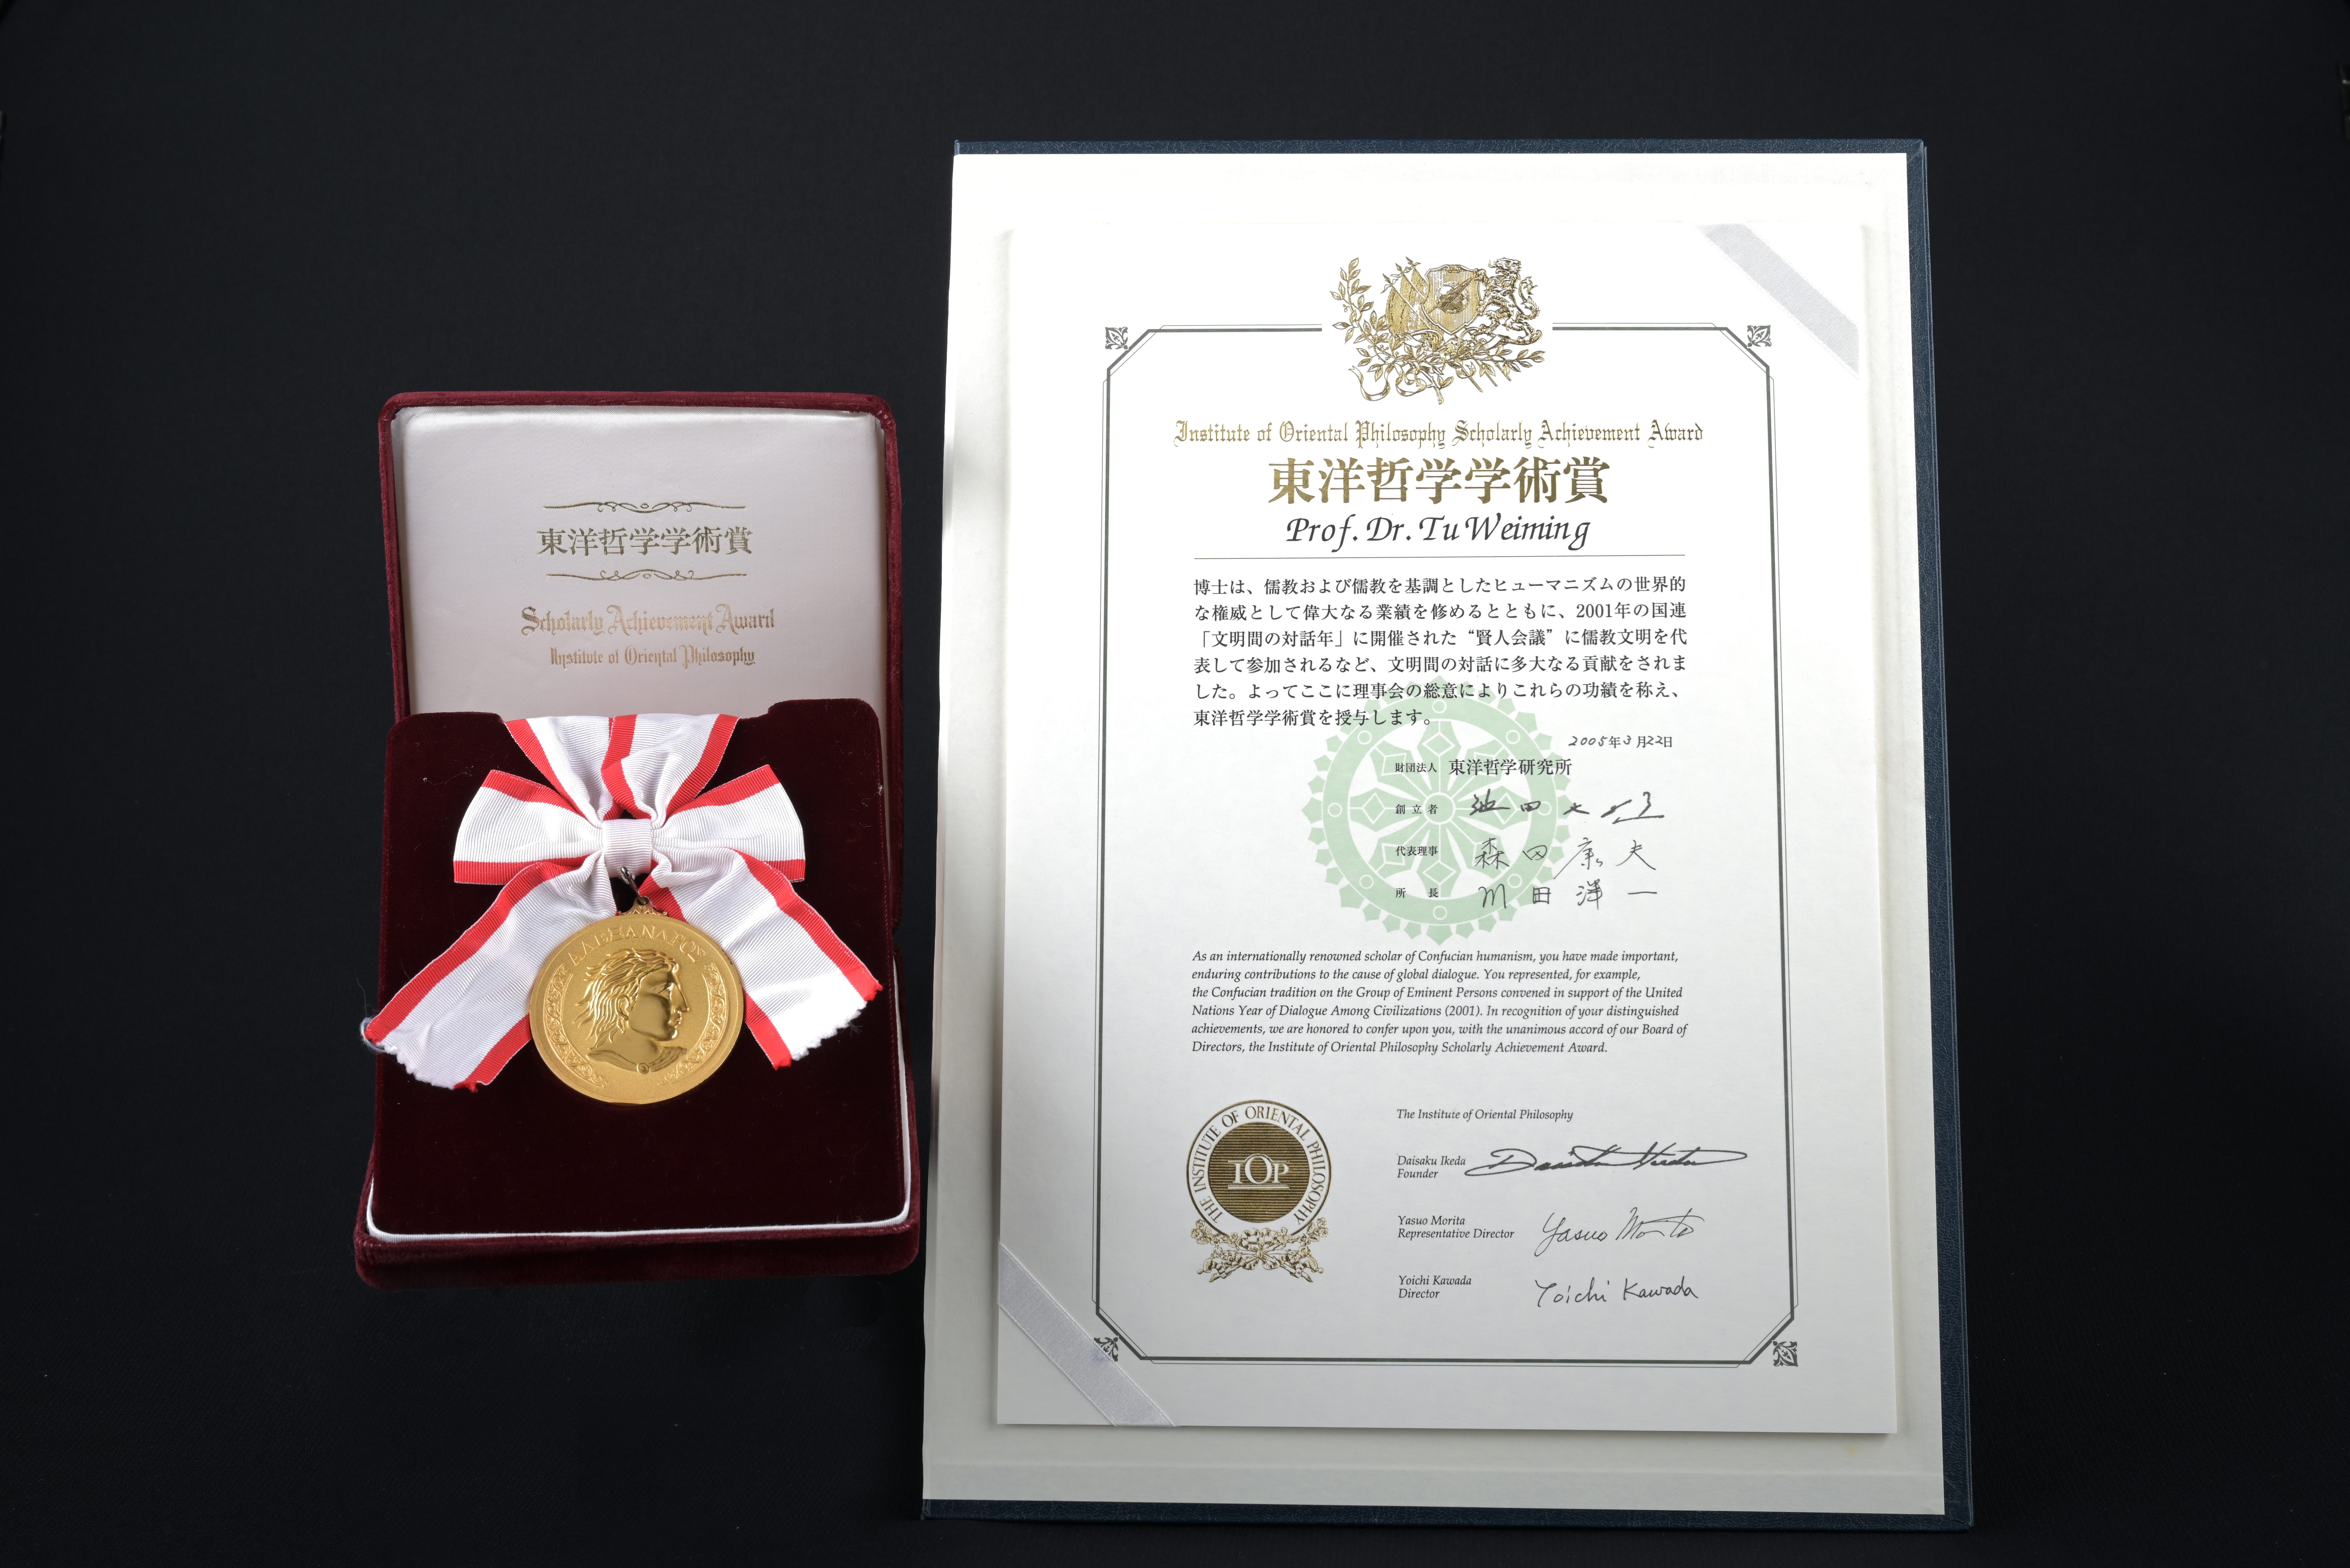 東洋哲学学術賞
Scholarly Achievement Award
Institute of Oriental Philosophy
ΑΛΕΞΑΝΔΡΟΣ
Institute of Oriental Philosophy Scholarly Achievement Award
東洋哲学学術賞
Prof. Dr. Tu Weiming
博士は、儒教および儒教を基調としたヒューマニズムの世界的
な権威として偉大なる業績を修めるとともに、2001年の国連
「文明間の対話年」に開催された“賢人会議”に儒教文明を代
表して参加されるなど、文明間の対話に多大なる貢献をされま
した。よってここに理事会の総意によりこれらの功績を称え、
東洋哲学学術賞を授与します。
2005年3月22日
財団法人 東洋哲学研究所
創立者 池田大作
代表理事 森田康夫
所長 川田洋一
As an internationally renowned scholar of Confucian humanism, you have made important,
enduring contributions to the cause of global dialogue. You represented, for example,
the Confucian tradition on the Group of Eminent Persons convened in support of the United
Nations Year of Dialogue Among Civilizations (2001). In recognition of your distinguished
achievements, we are honored to confer upon you, with the unanimous accord of our Board of
Directors, the Institute of Oriental Philosophy Scholarly Achievement Award.
THE INSTITUTE OF ORIENTAL PHILOSOPHY
IOP
The Institute of Oriental Philosophy
Daisaku Ikeda
Founder
Yasuo Morita
Representative Director
Yasuo Morita
Yoichi Kawada
Director
Yoichi Kawada